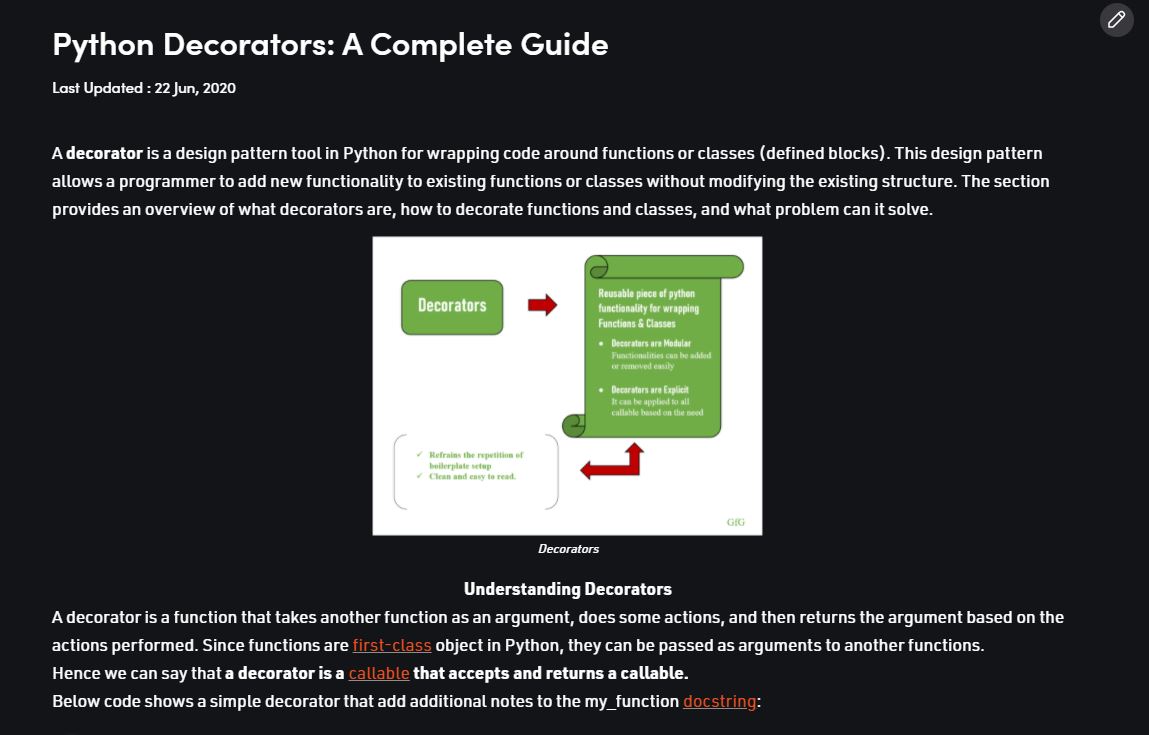 Python Decorators: A Complete Guide
Last Updated : 22 Jun, 2020
A decorator is a design pattern tool in Python for wrapping code around functions or classes (defined blocks). This design pattern
allows a programmer to add new functionality to existing functions or classes without modifying the existing structure. The section
provides an overview of what decorators are, how to decorate functions and classes, and what problem can it solve.
Decorators
Reusable piece of python
functionality for wrapping
Functions & Classes
• Decorators are Modular
Functionalities can be added
or removed easily
• Decorators are Explicit
It can be applied to all
callable based on the need
✓ Refrains the repetition of
boilerplate setup
✓ Clean and easy to read.
GfG
Decorators
Understanding Decorators
A decorator is a function that takes another function as an argument, does some actions, and then returns the argument based on the
actions performed. Since functions are first-class object in Python, they can be passed as arguments to another functions.
Hence we can say that a decorator is a callable that accepts and returns a callable.
Below code shows a simple decorator that add additional notes to the my_function docstring: